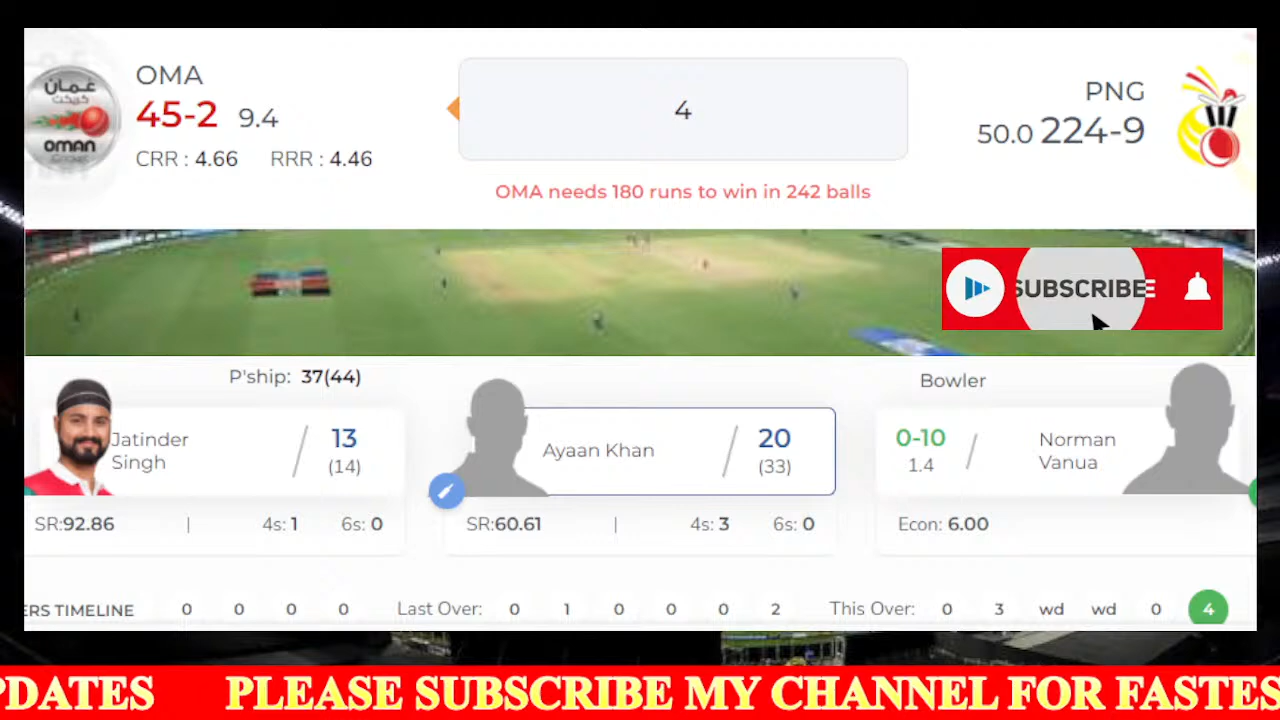 OMA
45-2 9.4
CRR : 4.66 RRR : 4.46
عُمان
كريكت
OMAN
Cricket
4
OMA needs 180 runs to win in 242 balls
PNG
50.0 224-9
SUBSCRIBE
P'ship: 37(44)
Jatinder
Singh
13
(14)
SR:92.86 | 4s: 1 6s: 0
Ayaan Khan
20
(33)
SR:60.61 | 4s: 3 6s: 0
Bowler
0-10
1.4
Norman
Vanua
Econ: 6.00
ERS TIMELINE 0 0 0 0 Last Over: 0 1 0 0 0 2 This Over: 0 3 wd wd 0 4
PDATES PLEASE SUBSCRIBE MY CHANNEL FOR FASTES